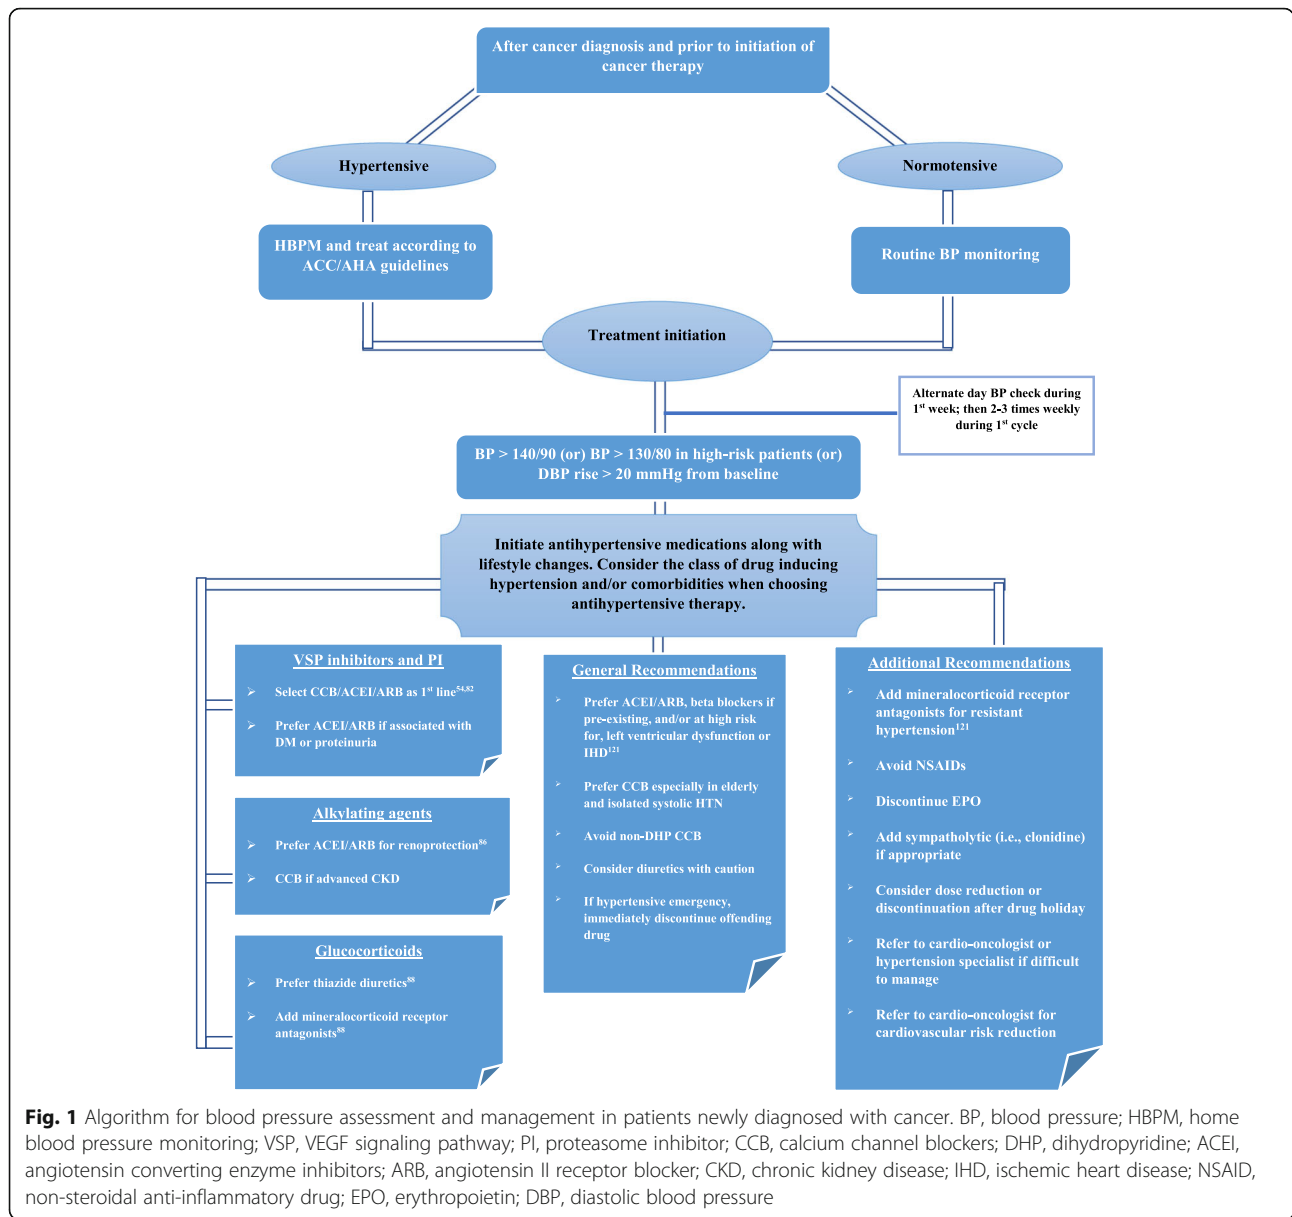 After cancer diagnosis and prior to initiation of
cancer therapy
Hypertensive
Normotensive
HBPM and treat according to
ACC/AHA guidelines
Routine BP monitoring
Treatment initiation
Alternate day BP check during
1st week; then 2-3 times weekly
during 1st cycle
BP > 140/90 (or) BP > 130/80 in high-risk patients (or)
DBP rise > 20 mmHg from baseline
Initiate antihypertensive medications along with
lifestyle changes. Consider the class of drug inducing
hypertension and/or comorbidities when choosing
antihypertensive therapy.
VSP inhibitors and PI
➢ Select CCB/ACEI/ARB as 1st line54,82
➢ Prefer ACEI/ARB if associated with
DM or proteinuria
Alkylating agents
➢ Prefer ACEI/ARB for renoprotection86
➢ CCB if advanced CKD
Glucocorticoids
➢ Prefer thiazide diuretics88
➢ Add mineralocorticoid receptor
antagonists88
General Recommendations
➢ Prefer ACEI/ARB, beta blockers if
pre-existing, and/or at high risk
for, left ventricular dysfunction or
IHD121
➢ Prefer CCB especially in elderly
and isolated systolic HTN
➢ Avoid non-DHP CCB
➢ Consider diuretics with caution
➢ If hypertensive emergency,
immediately discontinue offending
drug
Additional Recommendations
➢ Add mineralocorticoid receptor
antagonists for resistant
hypertension121
➢ Avoid NSAIDs
➢ Discontinue EPO
➢ Add sympatholytic (i.e., clonidine)
if appropriate
➢ Consider dose reduction or
discontinuation after drug holiday
➢ Refer to cardio-oncologist or
hypertension specialist if difficult
to manage
➢ Refer to cardio-oncologist for
cardiovascular risk reduction
Fig. 1 Algorithm for blood pressure assessment and management in patients newly diagnosed with cancer. BP, blood pressure; HBPM, home
blood pressure monitoring; VSP, VEGF signaling pathway; PI, proteasome inhibitor; CCB, calcium channel blockers; DHP, dihydropyridine; ACEI,
angiotensin converting enzyme inhibitors; ARB, angiotensin II receptor blocker; CKD, chronic kidney disease; IHD, ischemic heart disease; NSAID,
non-steroidal anti-inflammatory drug; EPO, erythropoietin; DBP, diastolic blood pressure